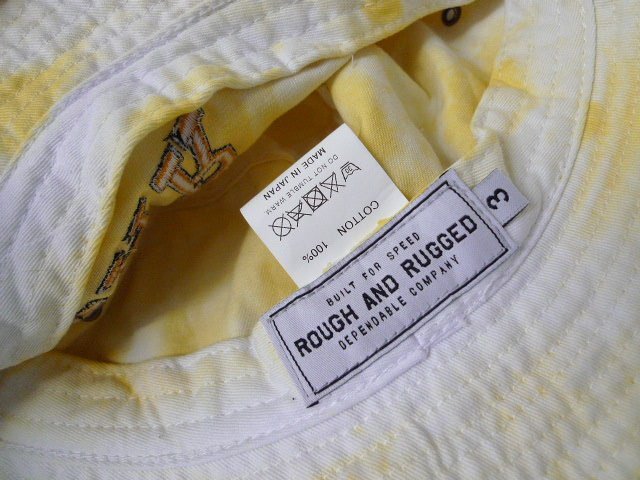 BUILT FOR SPEED
ROUGH AND RUGGED
DEPENDABLE COMPANY
3
COTTON 100%
DO NOT TUMBLE WARM
MADE IN JAPAN